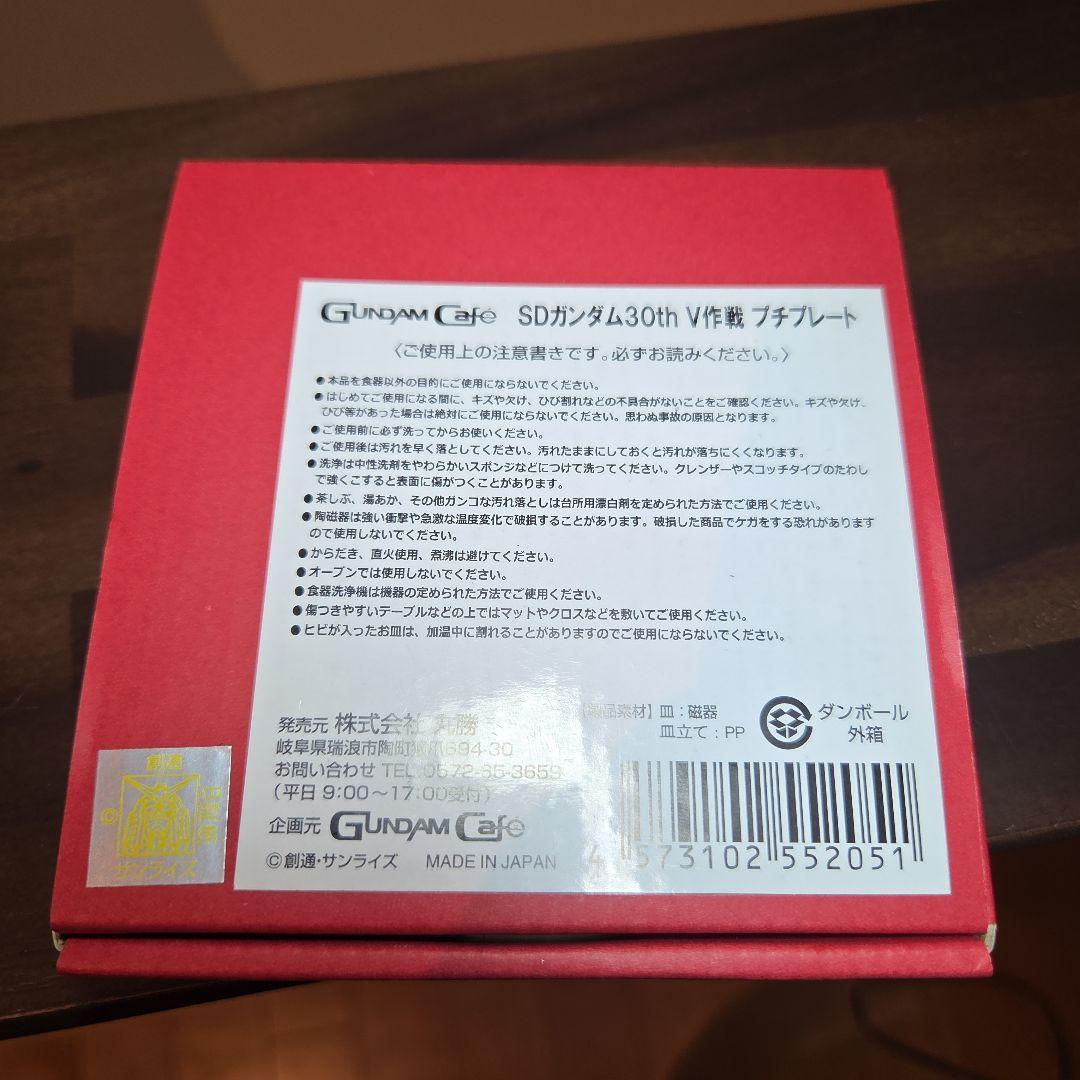 GUNDAM Café SDガンダム30th V作戦 プチプレート
〈ご使用上の注意書きです。必ずお読みください。〉
●本品を食器以外の目的にご使用にならないでください。
●はじめてご使用になる間に、キズや欠け、ひび割れなどの不具合がないことをご確認ください。キズや欠け、
ひび等があった場合は絶対にご使用にならないでください。思わぬ事故の原因となります。
●ご使用前に必ず洗ってからお使いください。
●ご使用後は汚れを早く落としてください。汚れたままにしておくと汚れが落ちにくくなります。
●洗浄は中性洗剤をやわらかいスポンジなどにつけて洗ってください。クレンザーやスコッチタイプのたわし
で強くこすると表面に傷がつくことがあります。
●茶しぶ、湯あか、その他ガンコな汚れ落としは台所用漂白剤を定められた方法でご使用ください。
●陶磁器は強い衝撃や急激な温度変化で破損することがあります。破損した商品でケガをする恐れがあります
ので使用しないでください。
●からだき、直火使用、煮沸は避けてください。
●オーブンでは使用しないでください。
●食器洗浄機は機器の定められた方法でご使用ください。
●傷つきやすいテーブルなどの上ではマットやクロスなどを敷いてご使用ください。
●ヒビが入ったお皿は、加温中に割れることがありますのでご使用にならないでください。
発売元 株式会社 丸勝
岐阜県瑞浪市陶町猿爪694-30
お問い合わせ TEL.0572-65-3659
(平日 9:00～17:00受付)
企画元 GUNDAM Café
©創通・サンライズ MADE IN JAPAN
【製品素材】皿：磁器
皿立て：PP
ダンボール
外箱
4 573102 552051
創通
©
サンライズ